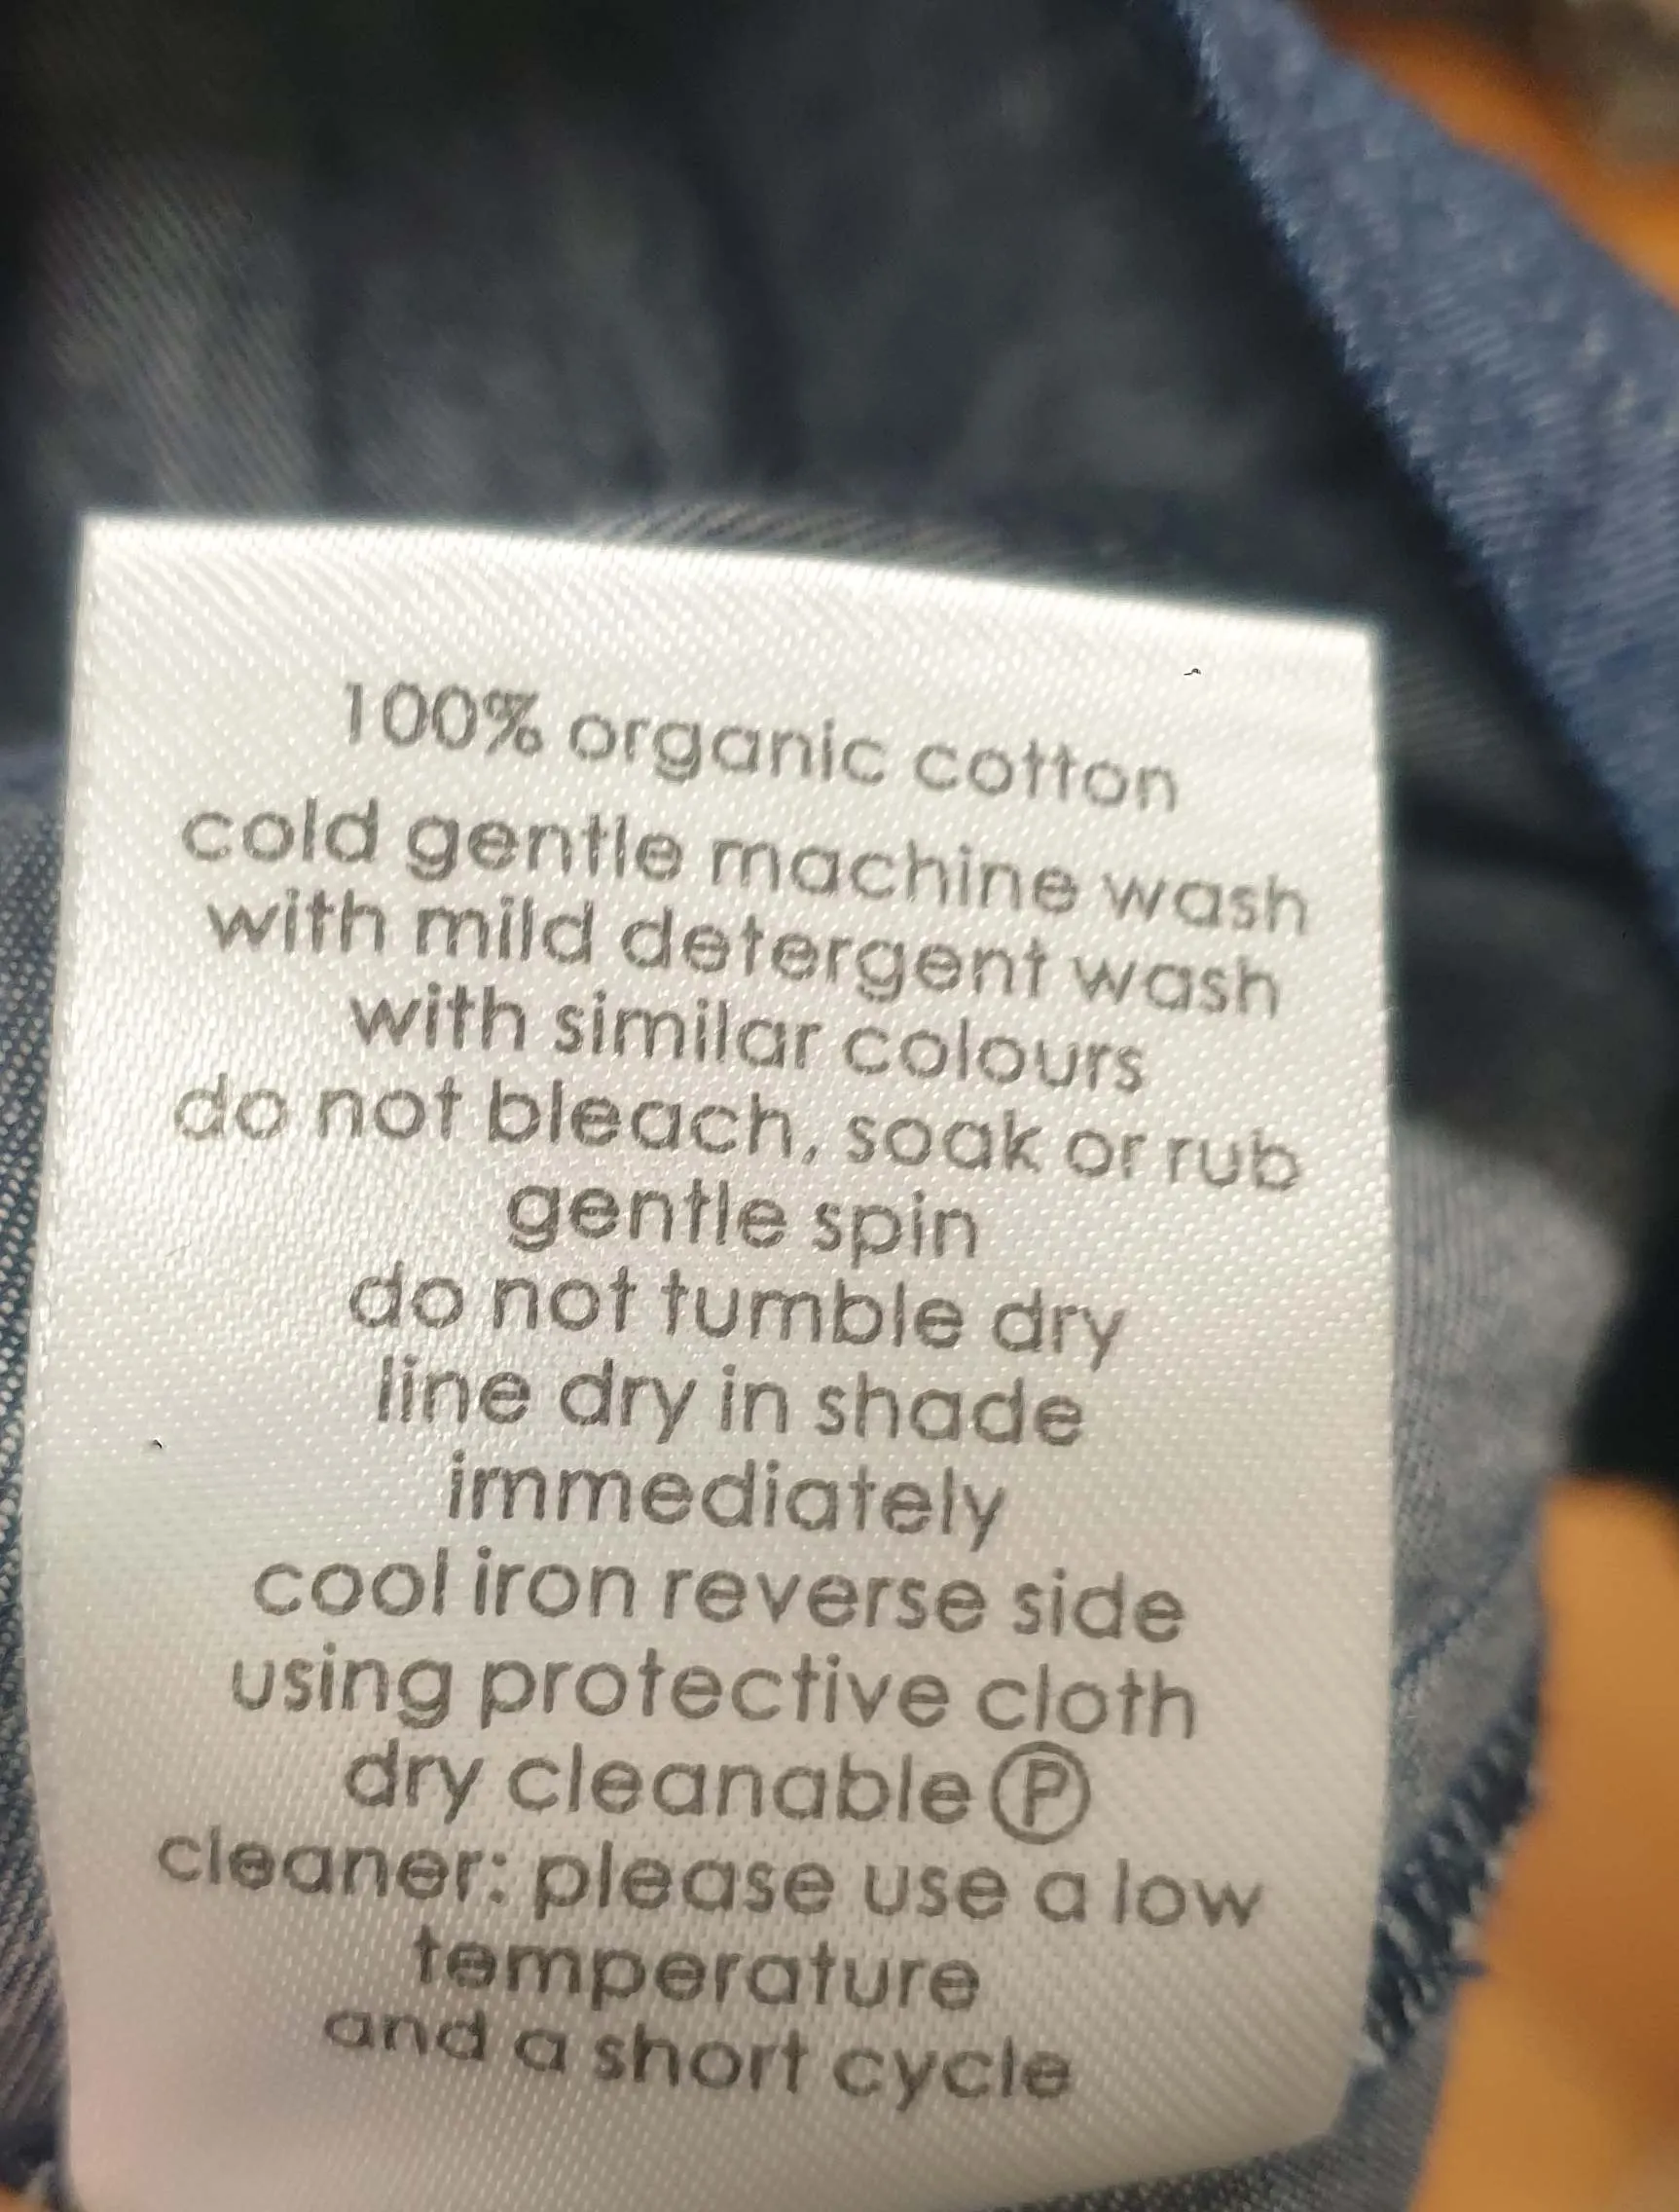 100% organic cotton
cold gentle machine wash
with mild detergent wash
with similar colours
do not bleach, soak or rub
gentle spin
do not tumble dry
line dry in shade
immediately
cool iron reverse side
using protective cloth
dry cleanable Ⓟ
cleaner: please use a low
temperature
and a short cycle